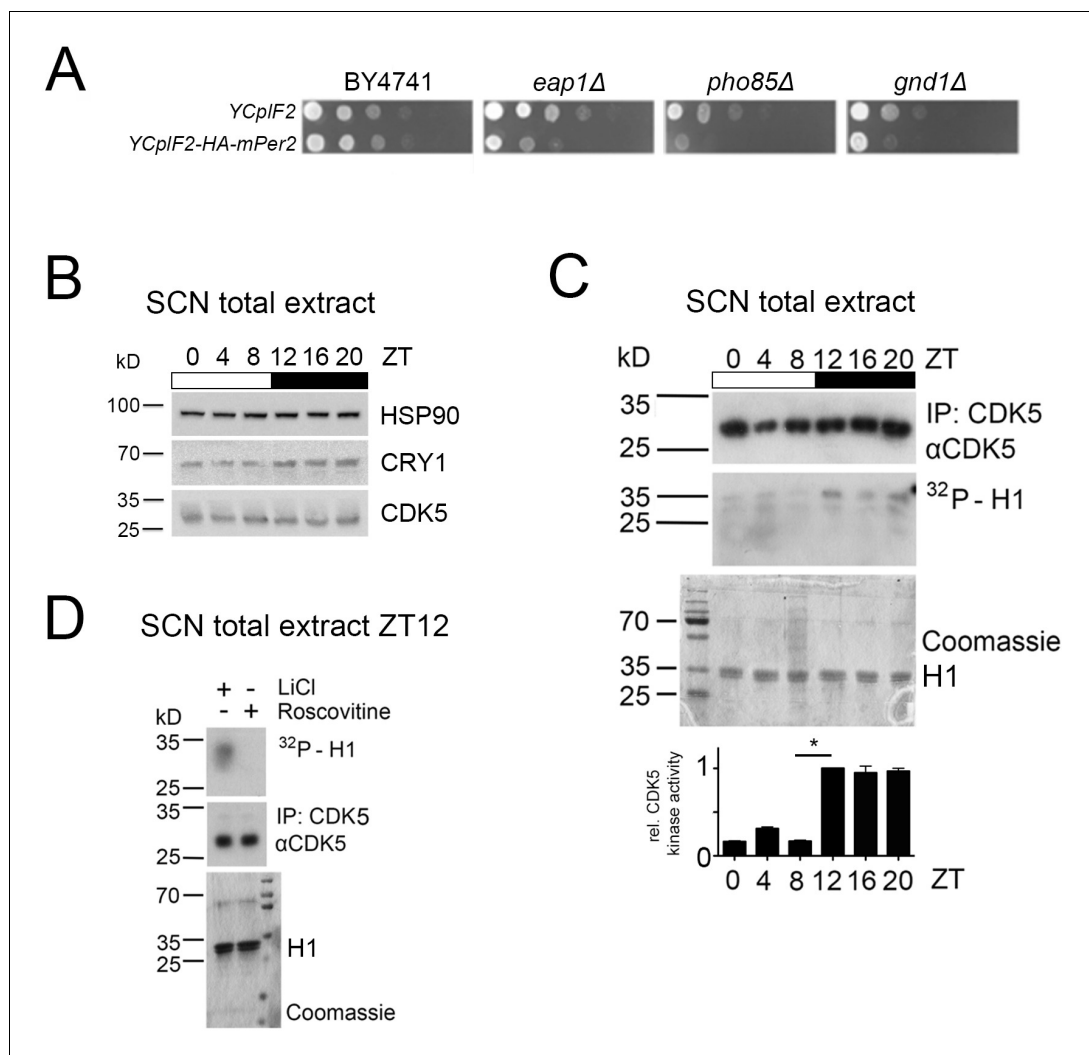 A
BY4741 eap1Δ pho85Δ gnd1Δ
YCpIF2
YCpIF2-HA-mPer2
B
SCN total extract
kD 0 4 8 12 16 20 ZT
100 HSP90
70 CRY1
35 CDK5
25
C
SCN total extract
kD 0 4 8 12 16 20 ZT
35 IP: CDK5
25 αCDK5
35 32P - H1
25
70 Coomassie
35 H1
25
*
rel. CDK5
kinase activity
1
0
0 4 8 12 16 20 ZT
D
SCN total extract ZT12
+ - LiCl
kD - + Roscovitine
35 32P - H1
25
35 IP: CDK5
25 αCDK5
70
35 H1
25
Coomassie